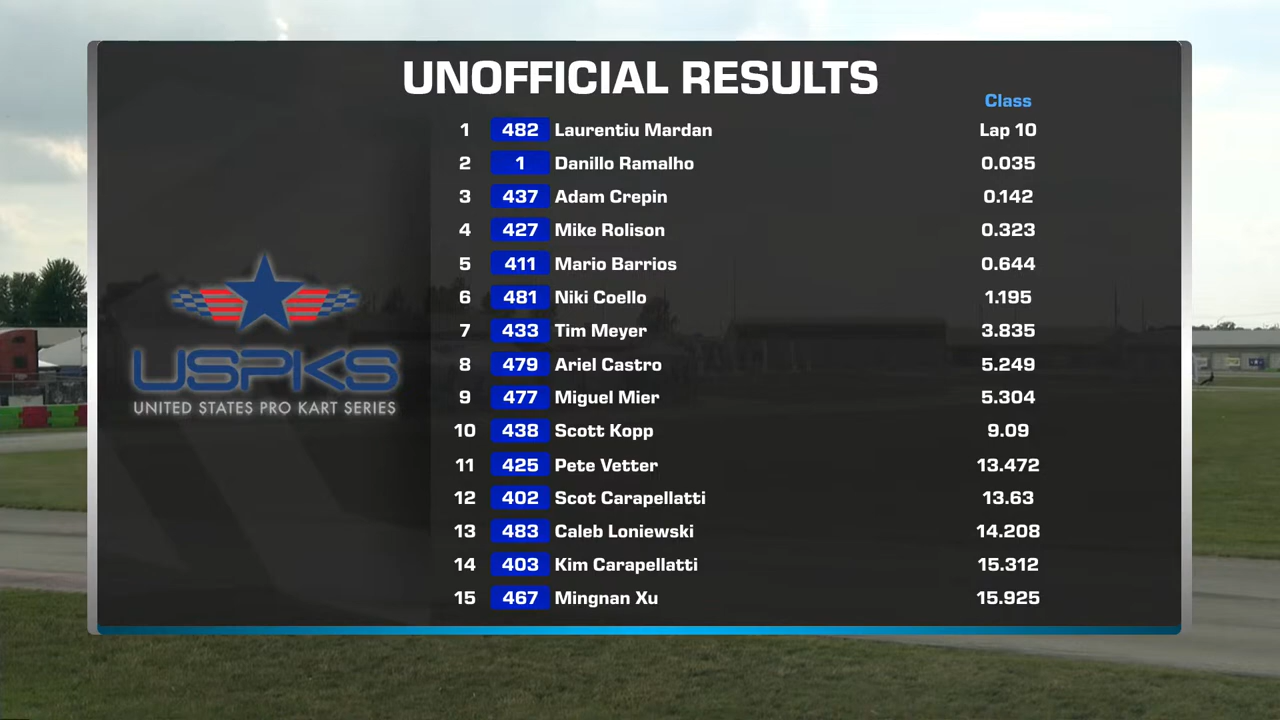 UNOFFICIAL RESULTS
Class
1 482 Laurentiu Mardan Lap 10
2 1 Danillo Ramalho 0.035
3 437 Adam Crepin 0.142
4 427 Mike Rolison 0.323
5 411 Mario Barrios 0.644
6 481 Niki Coello 1.195
7 433 Tim Meyer 3.835
8 479 Ariel Castro 5.249
9 477 Miguel Mier 5.304
10 438 Scott Kopp 9.09
11 425 Pete Vetter 13.472
12 402 Scot Carapellatti 13.63
13 483 Caleb Loniewski 14.208
14 403 Kim Carapellatti 15.312
15 467 Mingnan Xu 15.925
USPKS
UNITED STATES PRO KART SERIES